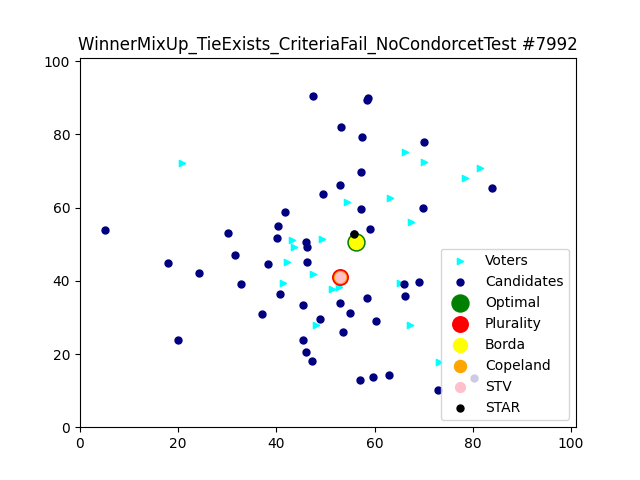 WinnerMixUp_TieExists_CriteriaFail_NoCondorcetTest #7992
100
80
60
40
20
0
0 20 40 60 80 100
Voters
Candidates
Optimal
Plurality
Borda
Copeland
STV
STAR